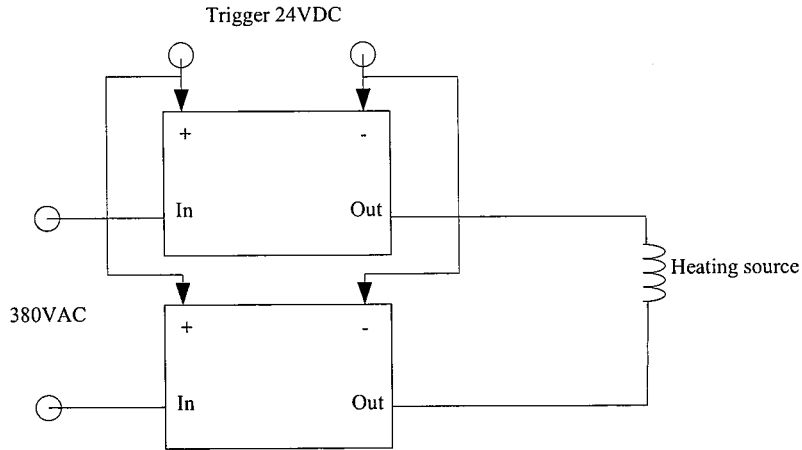 Trigger 24VDC
+ -
In Out
Heating source
380VAC
+ -
In Out